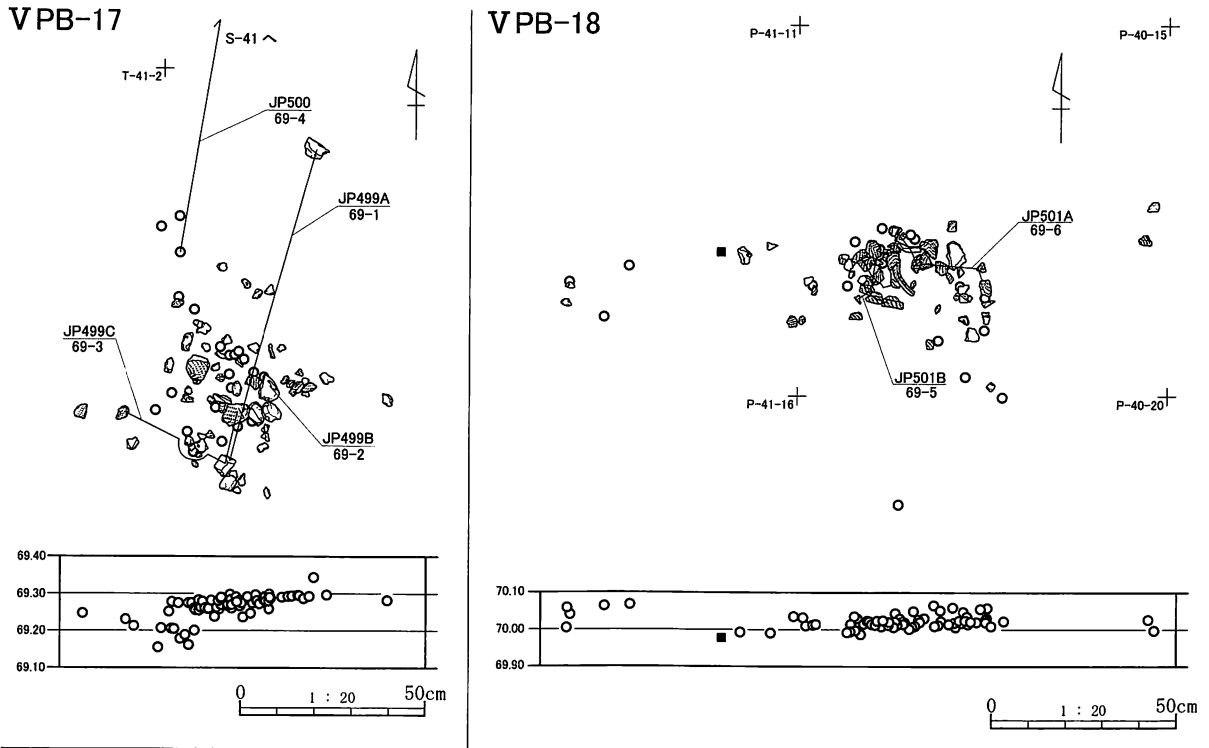 VPB-17
S-41 へ
T-41-2
JP500
69-4
JP499A
69-1
JP499C
69-3
JP499B
69-2
69.40
69.30
69.20
69.10
0 1 : 20 50cm
VPB-18
P-41-11
P-40-15
JP501A
69-6
JP501B
69-5
P-41-16
P-40-20
70.10
70.00
69.90
0 1 : 20 50cm